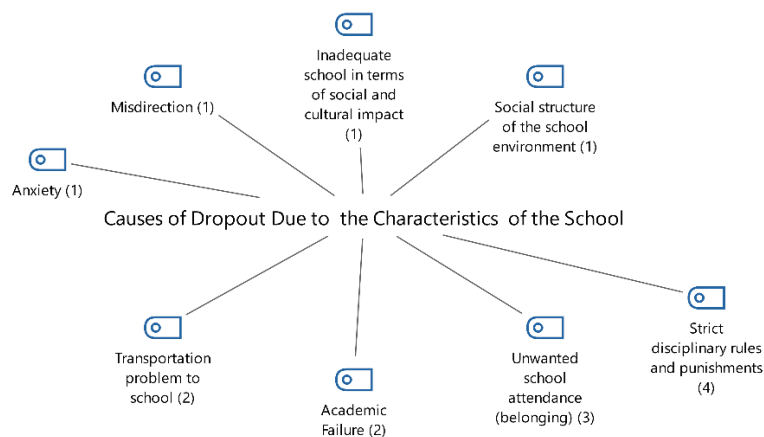 Inadequate
school in terms
of social and
cultural impact
(1)
Misdirection (1)
Social structure
of the school
environment (1)
Anxiety (1)
Causes of Dropout Due to the Characteristics of the School
Transportation
problem to
school (2)
Academic
Failure (2)
Unwanted
school
attendance
(belonging) (3)
Strict
disciplinary rules
and punishments
(4)